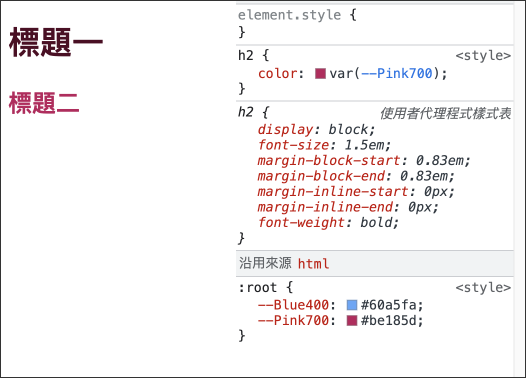 標題一
標題二
element.style {
}
h2 {
<style>
color: var(--Pink700);
}
h2 {
使用者代理程式樣式表
display: block;
font-size: 1.5em;
margin-block-start: 0.83em;
margin-block-end: 0.83em;
margin-inline-start: 0px;
margin-inline-end: 0px;
font-weight: bold;
}
沿用來源 html
:root {
<style>
--Blue400: #60a5fa;
--Pink700: #be185d;
}